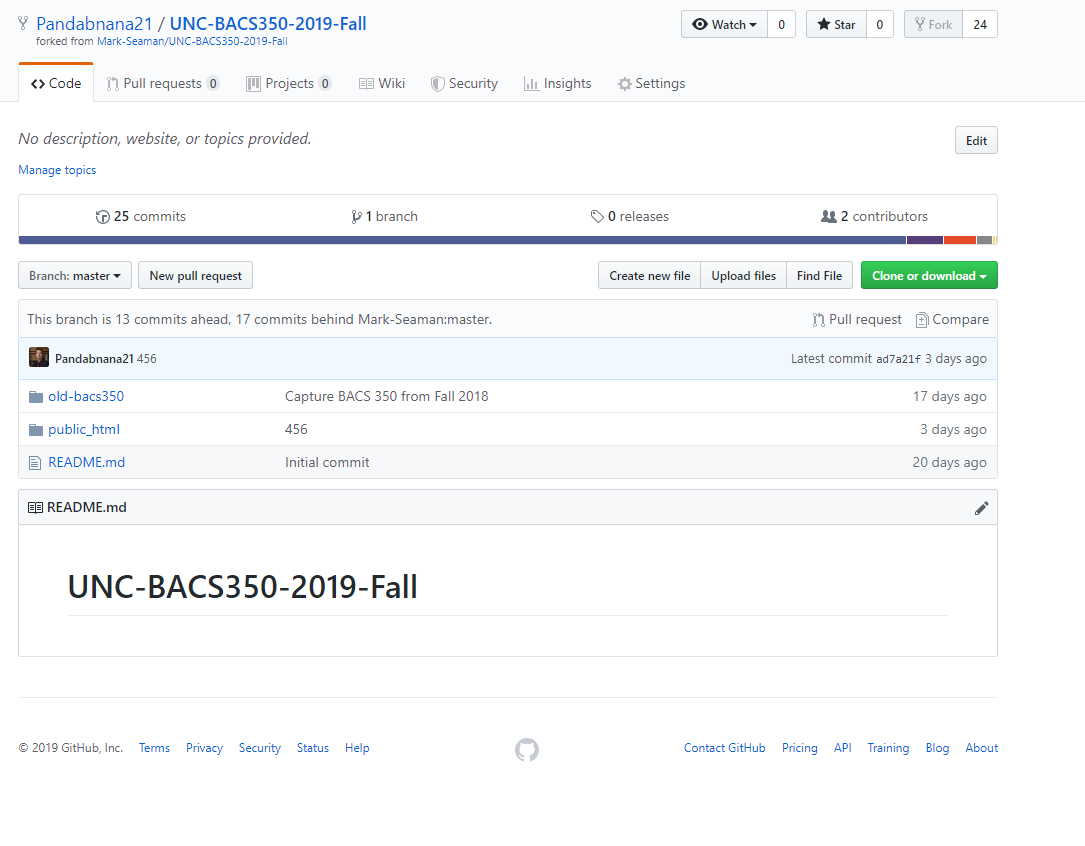 Pandabnana21 / UNC-BACS350-2019-Fall
Watch 0 Star 0 Fork 24
forked from Mark-Seaman/UNC-BACS350-2019-Fall
Code Pull requests 0 Projects 0 Wiki Security Insights Settings
No description, website, or topics provided.
Edit
Manage topics
25 commits 1 branch 0 releases 2 contributors
Branch: master New pull request Create new file Upload files Find File Clone or download
This branch is 13 commits ahead, 17 commits behind Mark-Seaman:master. Pull request Compare
Pandabnana21 456 Latest commit ad7a21f 3 days ago
old-bacs350 Capture BACS 350 from Fall 2018 17 days ago
public_html 456 3 days ago
README.md Initial commit 20 days ago
README.md
UNC-BACS350-2019-Fall
© 2019 GitHub, Inc. Terms Privacy Security Status Help Contact GitHub Pricing API Training Blog About